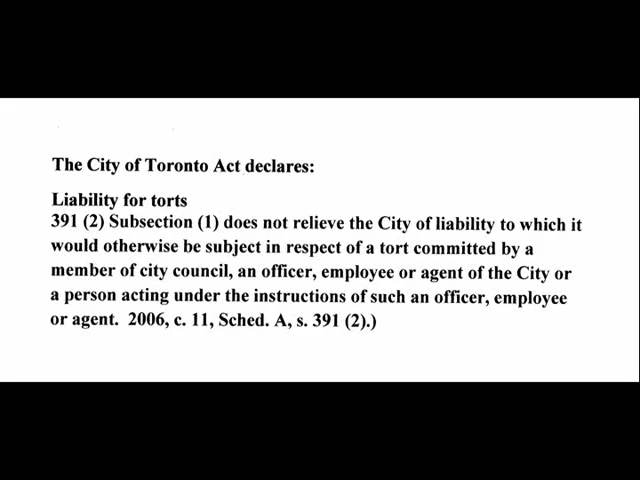 The City of Toronto Act declares:
Liability for torts
391 (2) Subsection (1) does not relieve the City of liability to which it
would otherwise be subject in respect of a tort committed by a
member of city council, an officer, employee or agent of the City or
a person acting under the instructions of such an officer, employee
or agent.  2006, c. 11, Sched. A, s. 391 (2).)